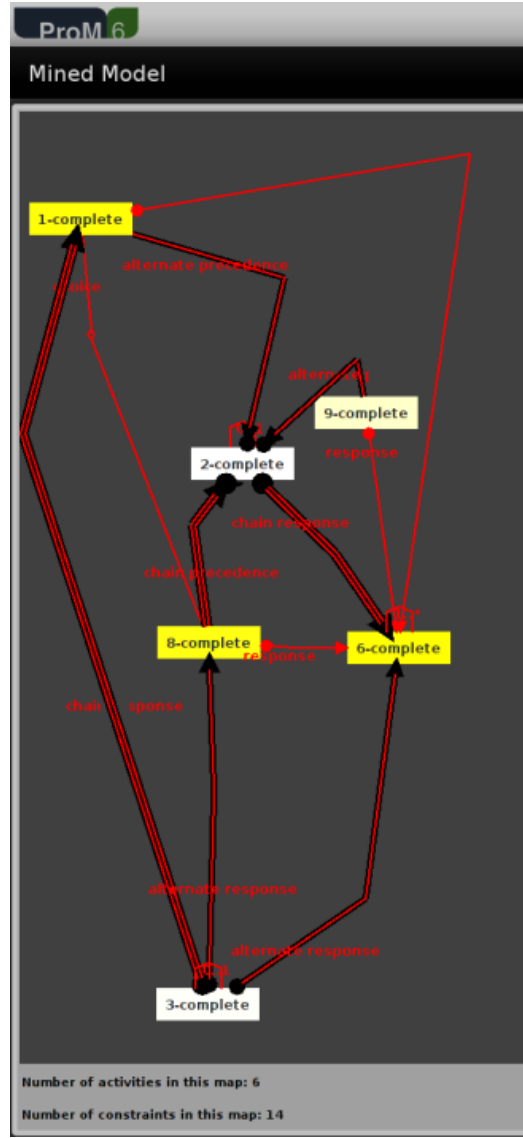 ProM 6
Mined Model
1-complete
alternate precedence
9-complete
response
2-complete
chain response
chain precedence
8-complete
response
6-complete
alternate response
alternate response
3-complete
Number of activities in this map: 6
Number of constraints in this map: 14